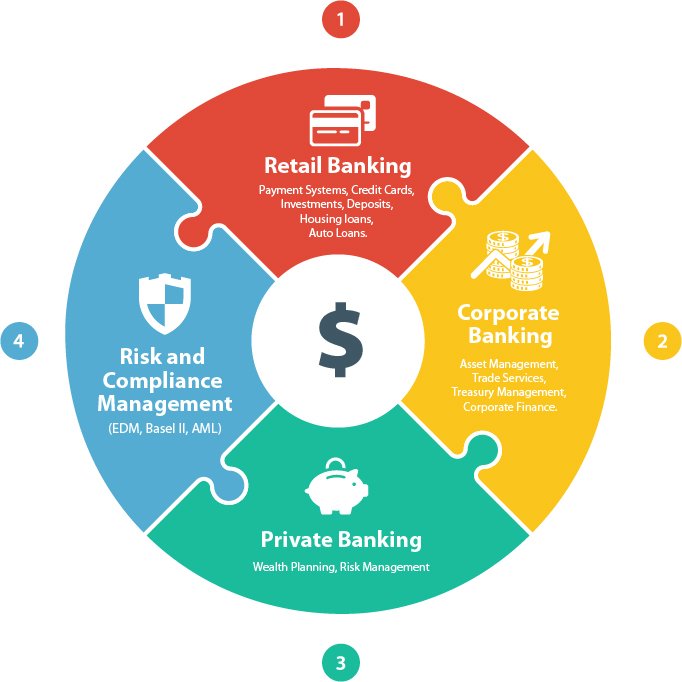 1
Retail Banking
Payment Systems, Credit Cards,
Investments, Deposits,
Housing loans,
Auto Loans.
$
Corporate
Banking
Asset Management,
Trade Services,
Treasury Management,
Corporate Finance.
2
Private Banking
Wealth Planning, Risk Management
3
4
Risk and
Compliance
Management
(EDM, Basel II, AML)